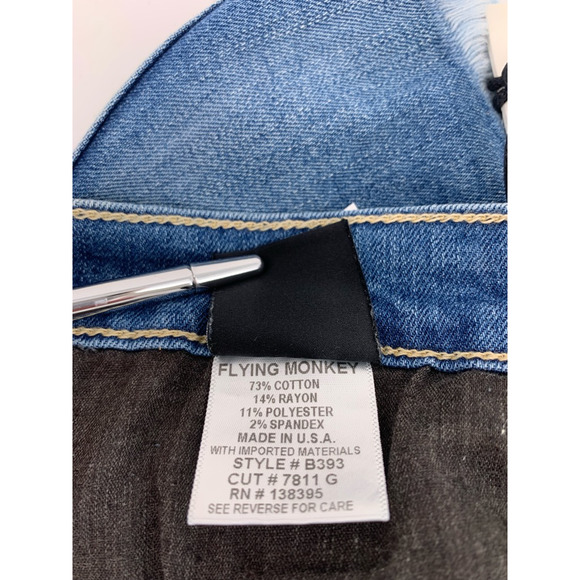 FLYING MONKEY
73% COTTON
14% RAYON
11% POLYESTER
2% SPANDEX
MADE IN U.S.A.
WITH IMPORTED MATERIALS
STYLE # B393
CUT # 7811 G
RN # 138395
SEE REVERSE FOR CARE